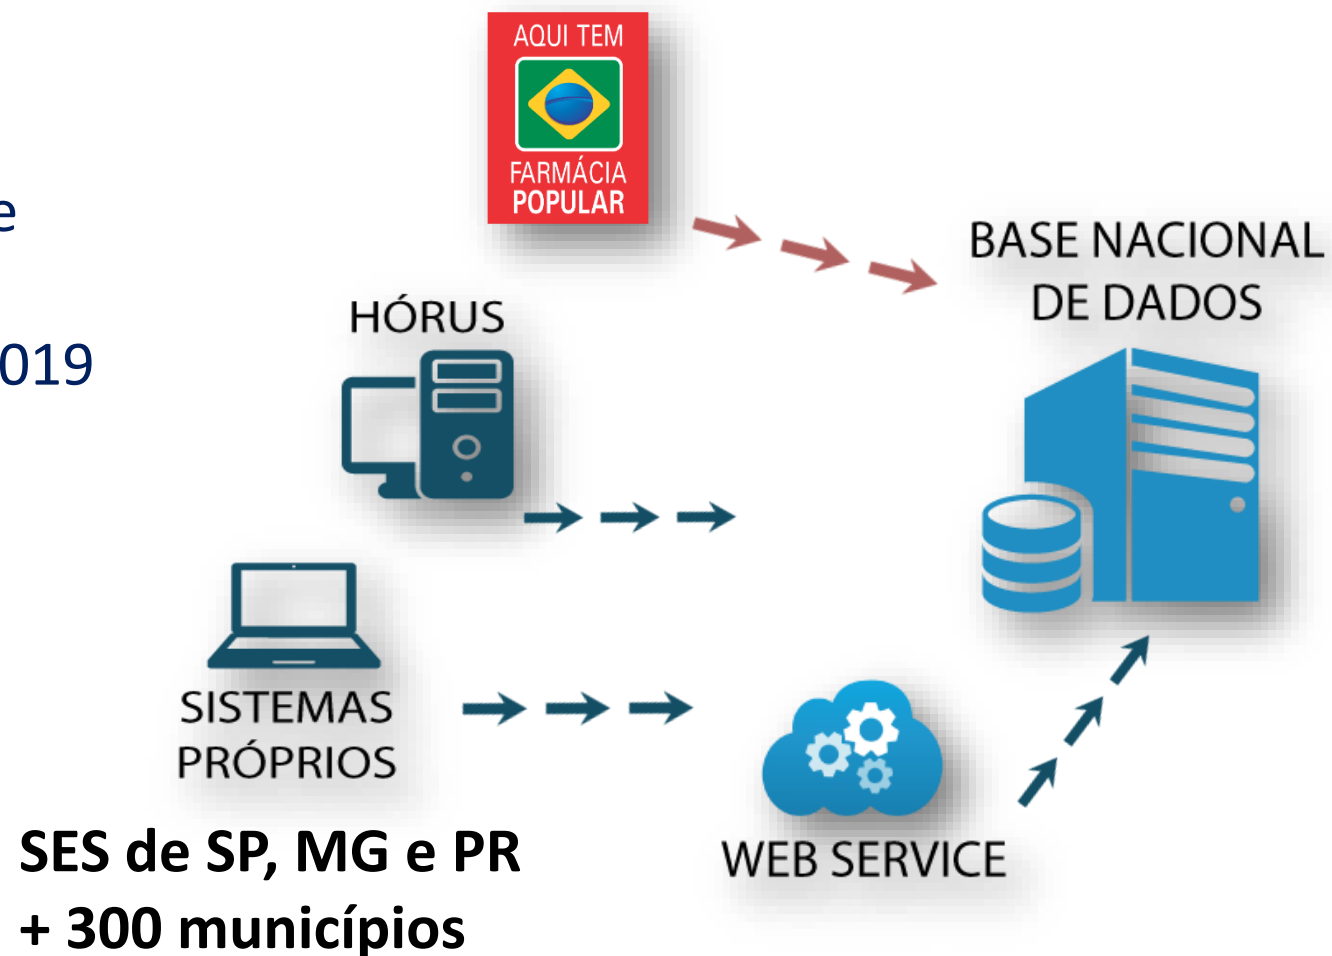 AQUI TEM
FARMÁCIA
POPULAR
e
019
BASE NACIONAL
DE DADOS
HÓRUS
SISTEMAS
PRÓPRIOS
WEB SERVICE
SES de SP, MG e PR
+ 300 municípios